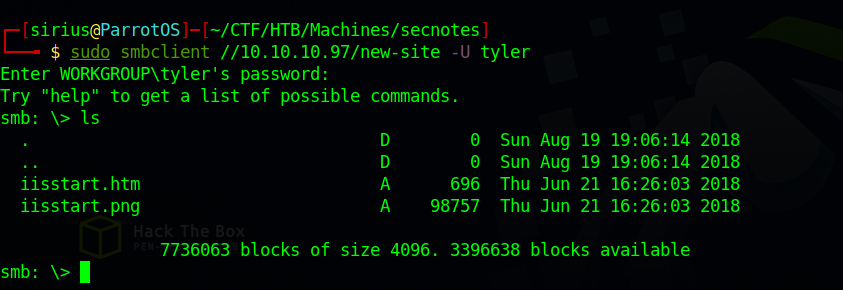 [sirius@ParrotOS]-[~/CTF/HTB/Machines/secnotes]
$ sudo smbclient //10.10.10.97/new-site -U tyler
Enter WORKGROUP\tyler's password:
Try "help" to get a list of possible commands.
smb: \> ls
. D 0 Sun Aug 19 19:06:14 2018
.. D 0 Sun Aug 19 19:06:14 2018
iisstart.htm A 696 Thu Jun 21 16:26:03 2018
iisstart.png A 98757 Thu Jun 21 16:26:03 2018
Hack The Box
7736063 blocks of size 4096. 3396638 blocks available
smb: \>